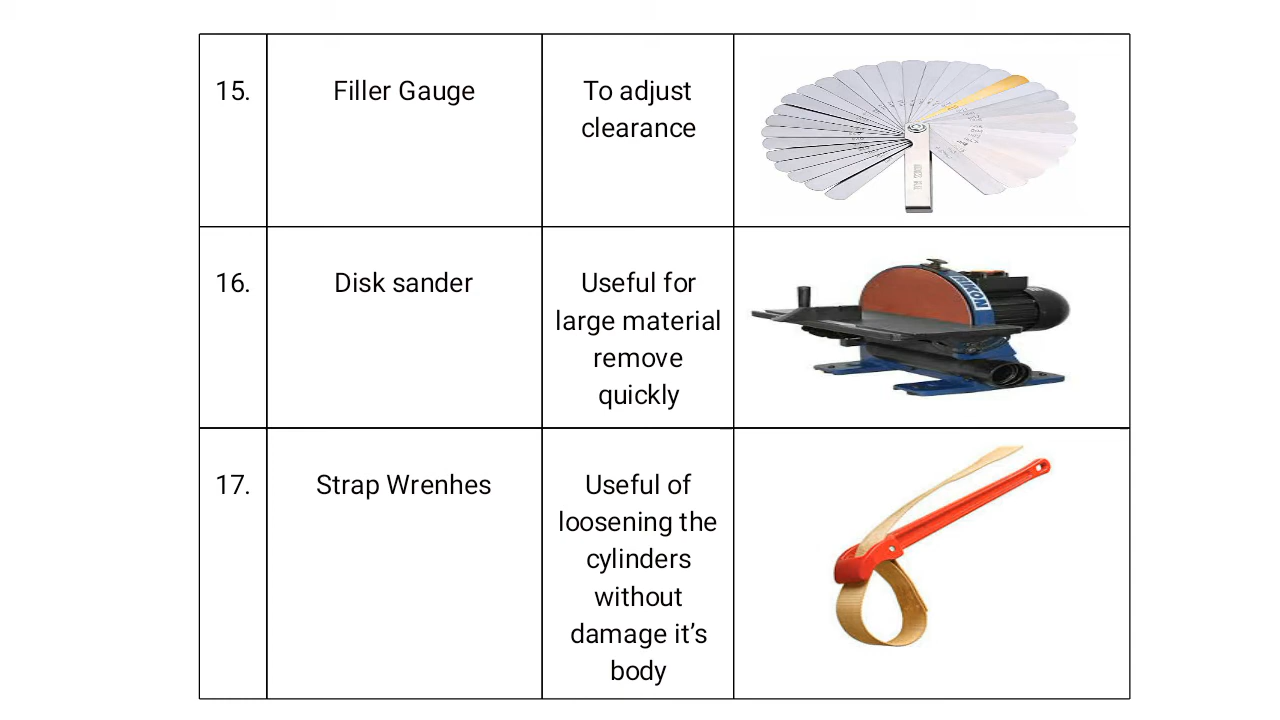 15.
Filler Gauge
To adjust
clearance
16.
Disk sander
Useful for
large material
remove
quickly
RIKON
17.
Strap Wrenhes
Useful of
loosening the
cylinders
without
damage it’s
body